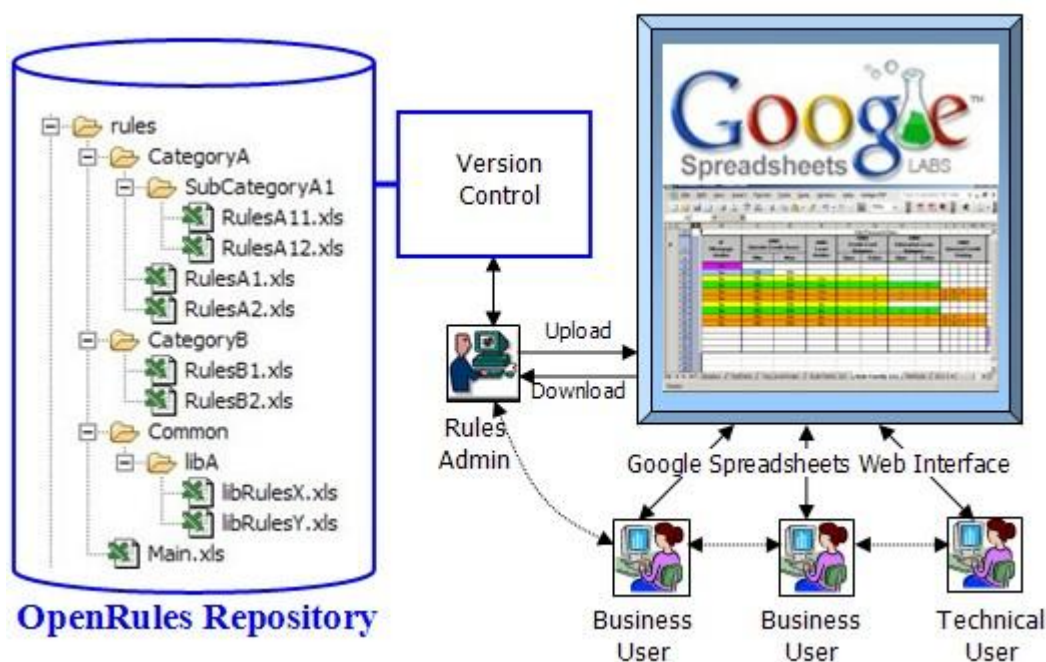 rules
CategoryA
SubCategoryA1
RulesA11.xls
RulesA12.xls
RulesA1.xls
RulesA2.xls
CategoryB
RulesB1.xls
RulesB2.xls
Common
libA
libRulesX.xls
libRulesY.xls
Main.xls
OpenRules Repository
Version
Control
Google™
Spreadsheets LABS
Upload
Download
Rules
Admin
Google Spreadsheets Web Interface
Business
User
Business
User
Technical
User